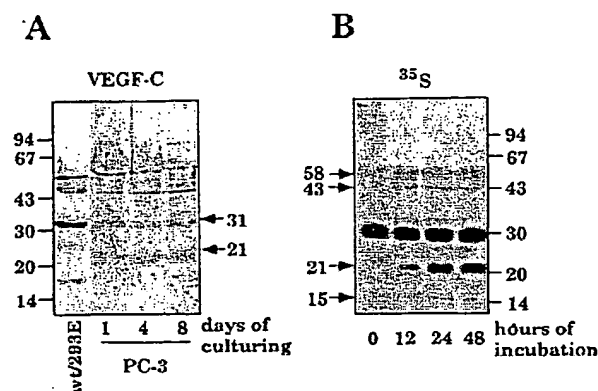 A
B
VEGF-C
³⁵S
94
67
43
30
20
14
31
21
wt/293E
1 4 8 days of
culturing
PC-3
58
43
21
15
94
67
43
30
20
14
0 12 24 48 hours of
incubation